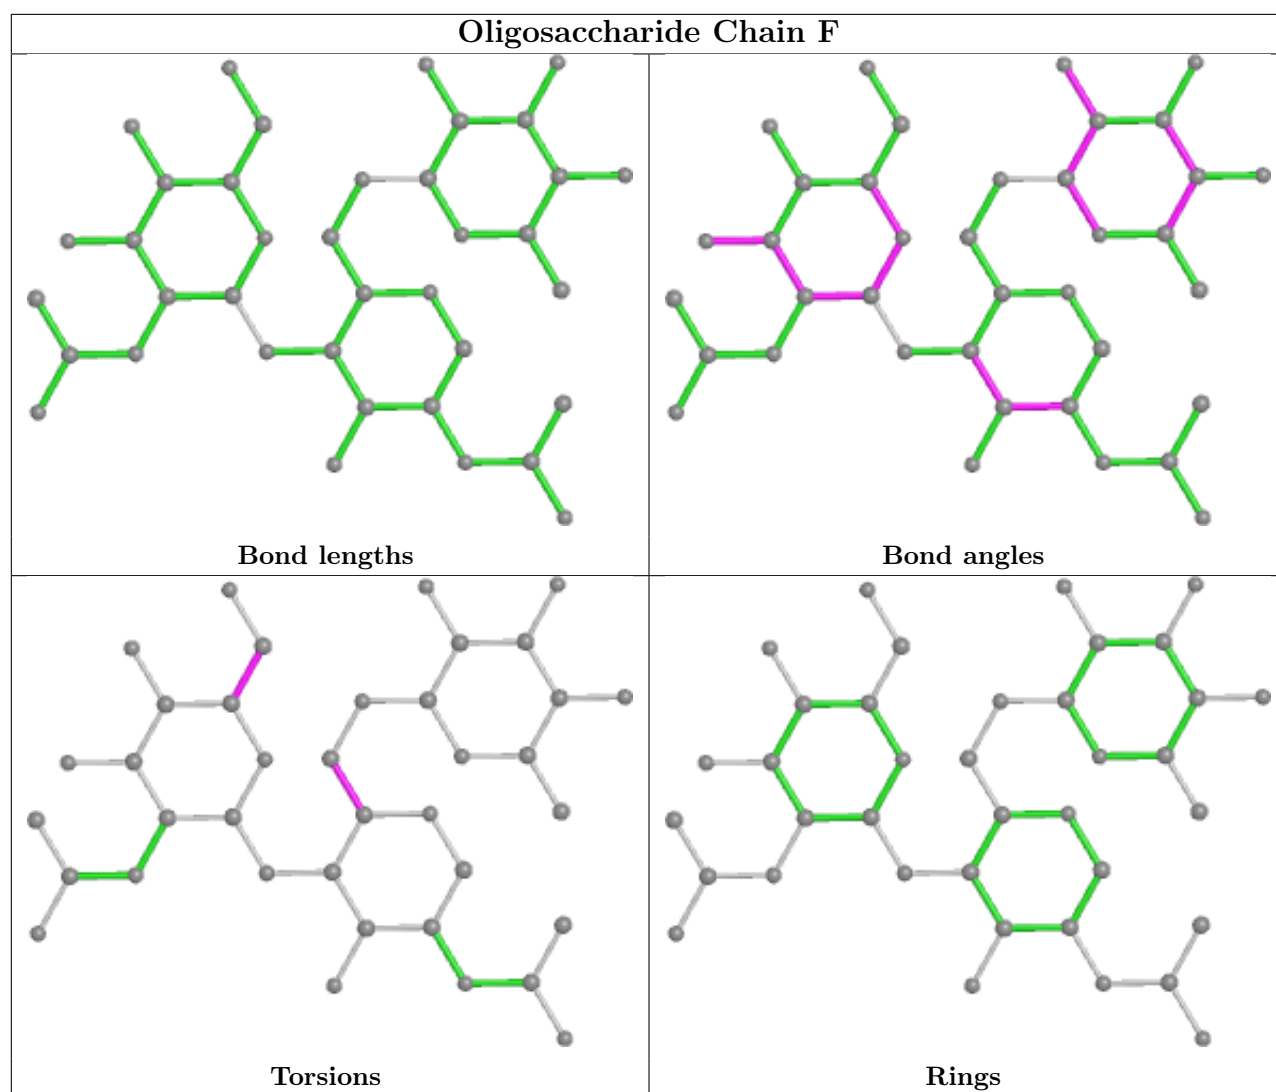 Oligosaccharide Chain F
Bond lengths
Bond angles
Torsions
Rings